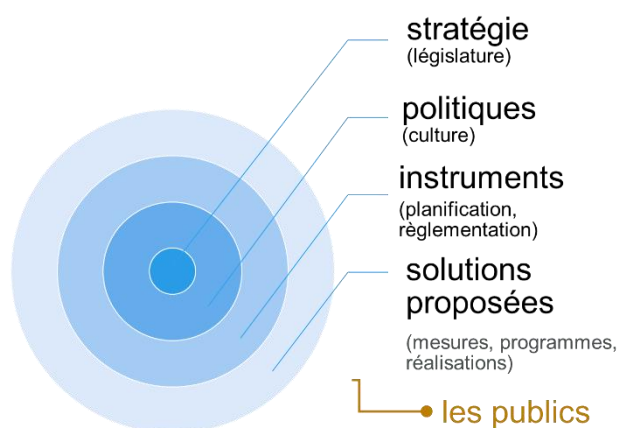 stratégie
(législature)
politiques
(culture)
instruments
(planification,
règlementation)
solutions
proposées
(mesures, programmes,
réalisations)
les publics